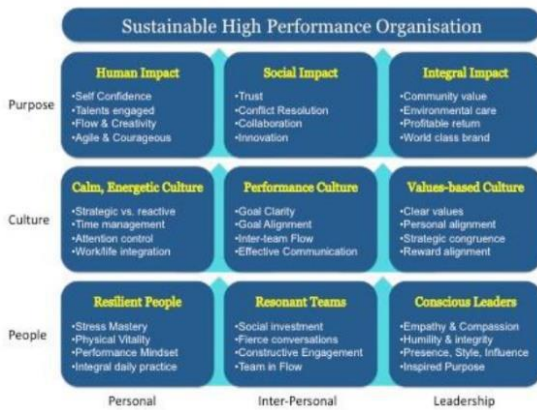 Sustainable High Performance Organisation
Purpose
Human Impact
•Self Confidence
•Talents engaged
•Flow & Creativity
•Agile & Courageous
Social Impact
•Trust
•Conflict Resolution
•Collaboration
•Innovation
Integral Impact
•Community value
•Environmental care
•Profitable return
•World class brand
Culture
Calm, Energetic Culture
•Strategic vs. reactive
•Time management
•Attention control
•Work/life integration
Performance Culture
•Goal Clarity
•Goal Alignment
•Inter-team Flow
•Effective Communication
Values-based Culture
•Clear values
•Personal alignment
•Strategic congruence
•Reward alignment
People
Resilient People
•Stress Mastery
•Physical Vitality
•Performance Mindset
•Integral daily practice
Resonant Teams
•Social investment
•Fierce conversations
•Constructive Engagement
•Team in Flow
Conscious Leaders
•Empathy & Compassion
•Humility & integrity
•Presence, Style, Influence
•Inspired Purpose
Personal
Inter-Personal
Leadership